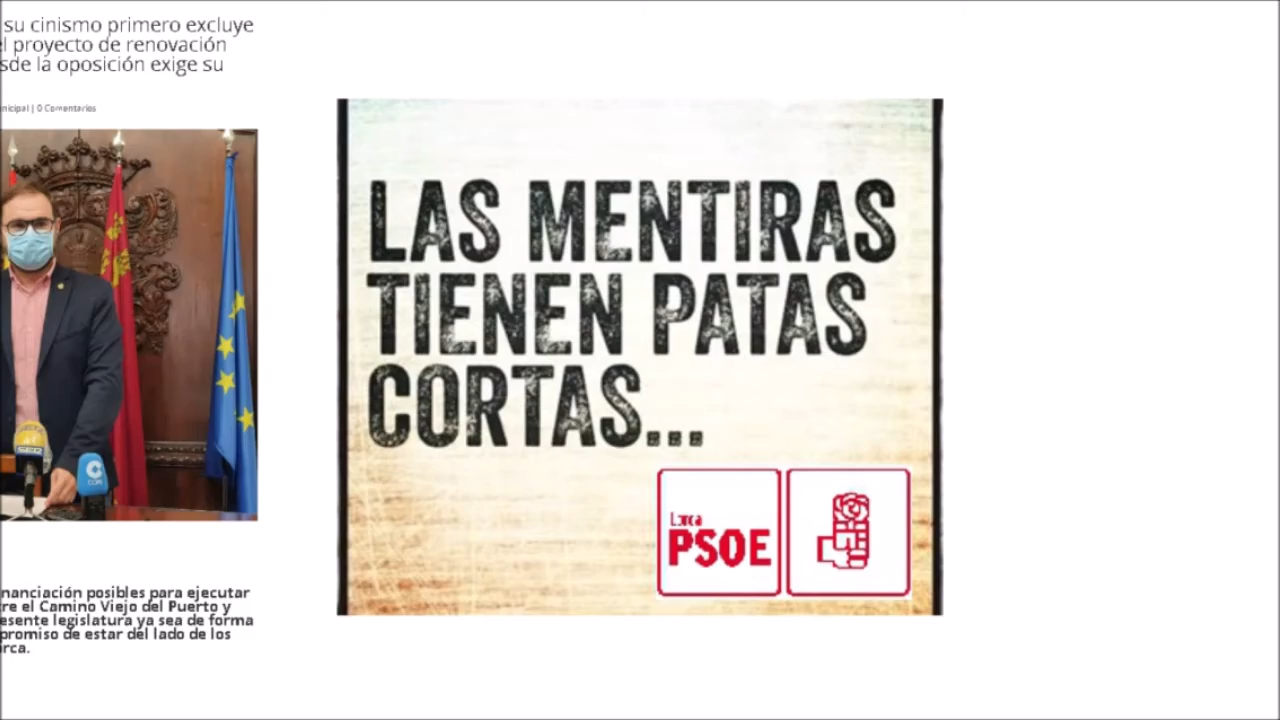 su cinismo primero excluye
l proyecto de renovación
sde la oposición exige su
nicipal | 0 Comentarios
LAS MENTIRAS
TIENEN PATAS
CORTAS...
Lorca
PSOE
nanciación posibles para ejecutar
tre el Camino Viejo del Puerto y
esente legislatura ya sea de forma
promiso de estar del lado de los
orca.